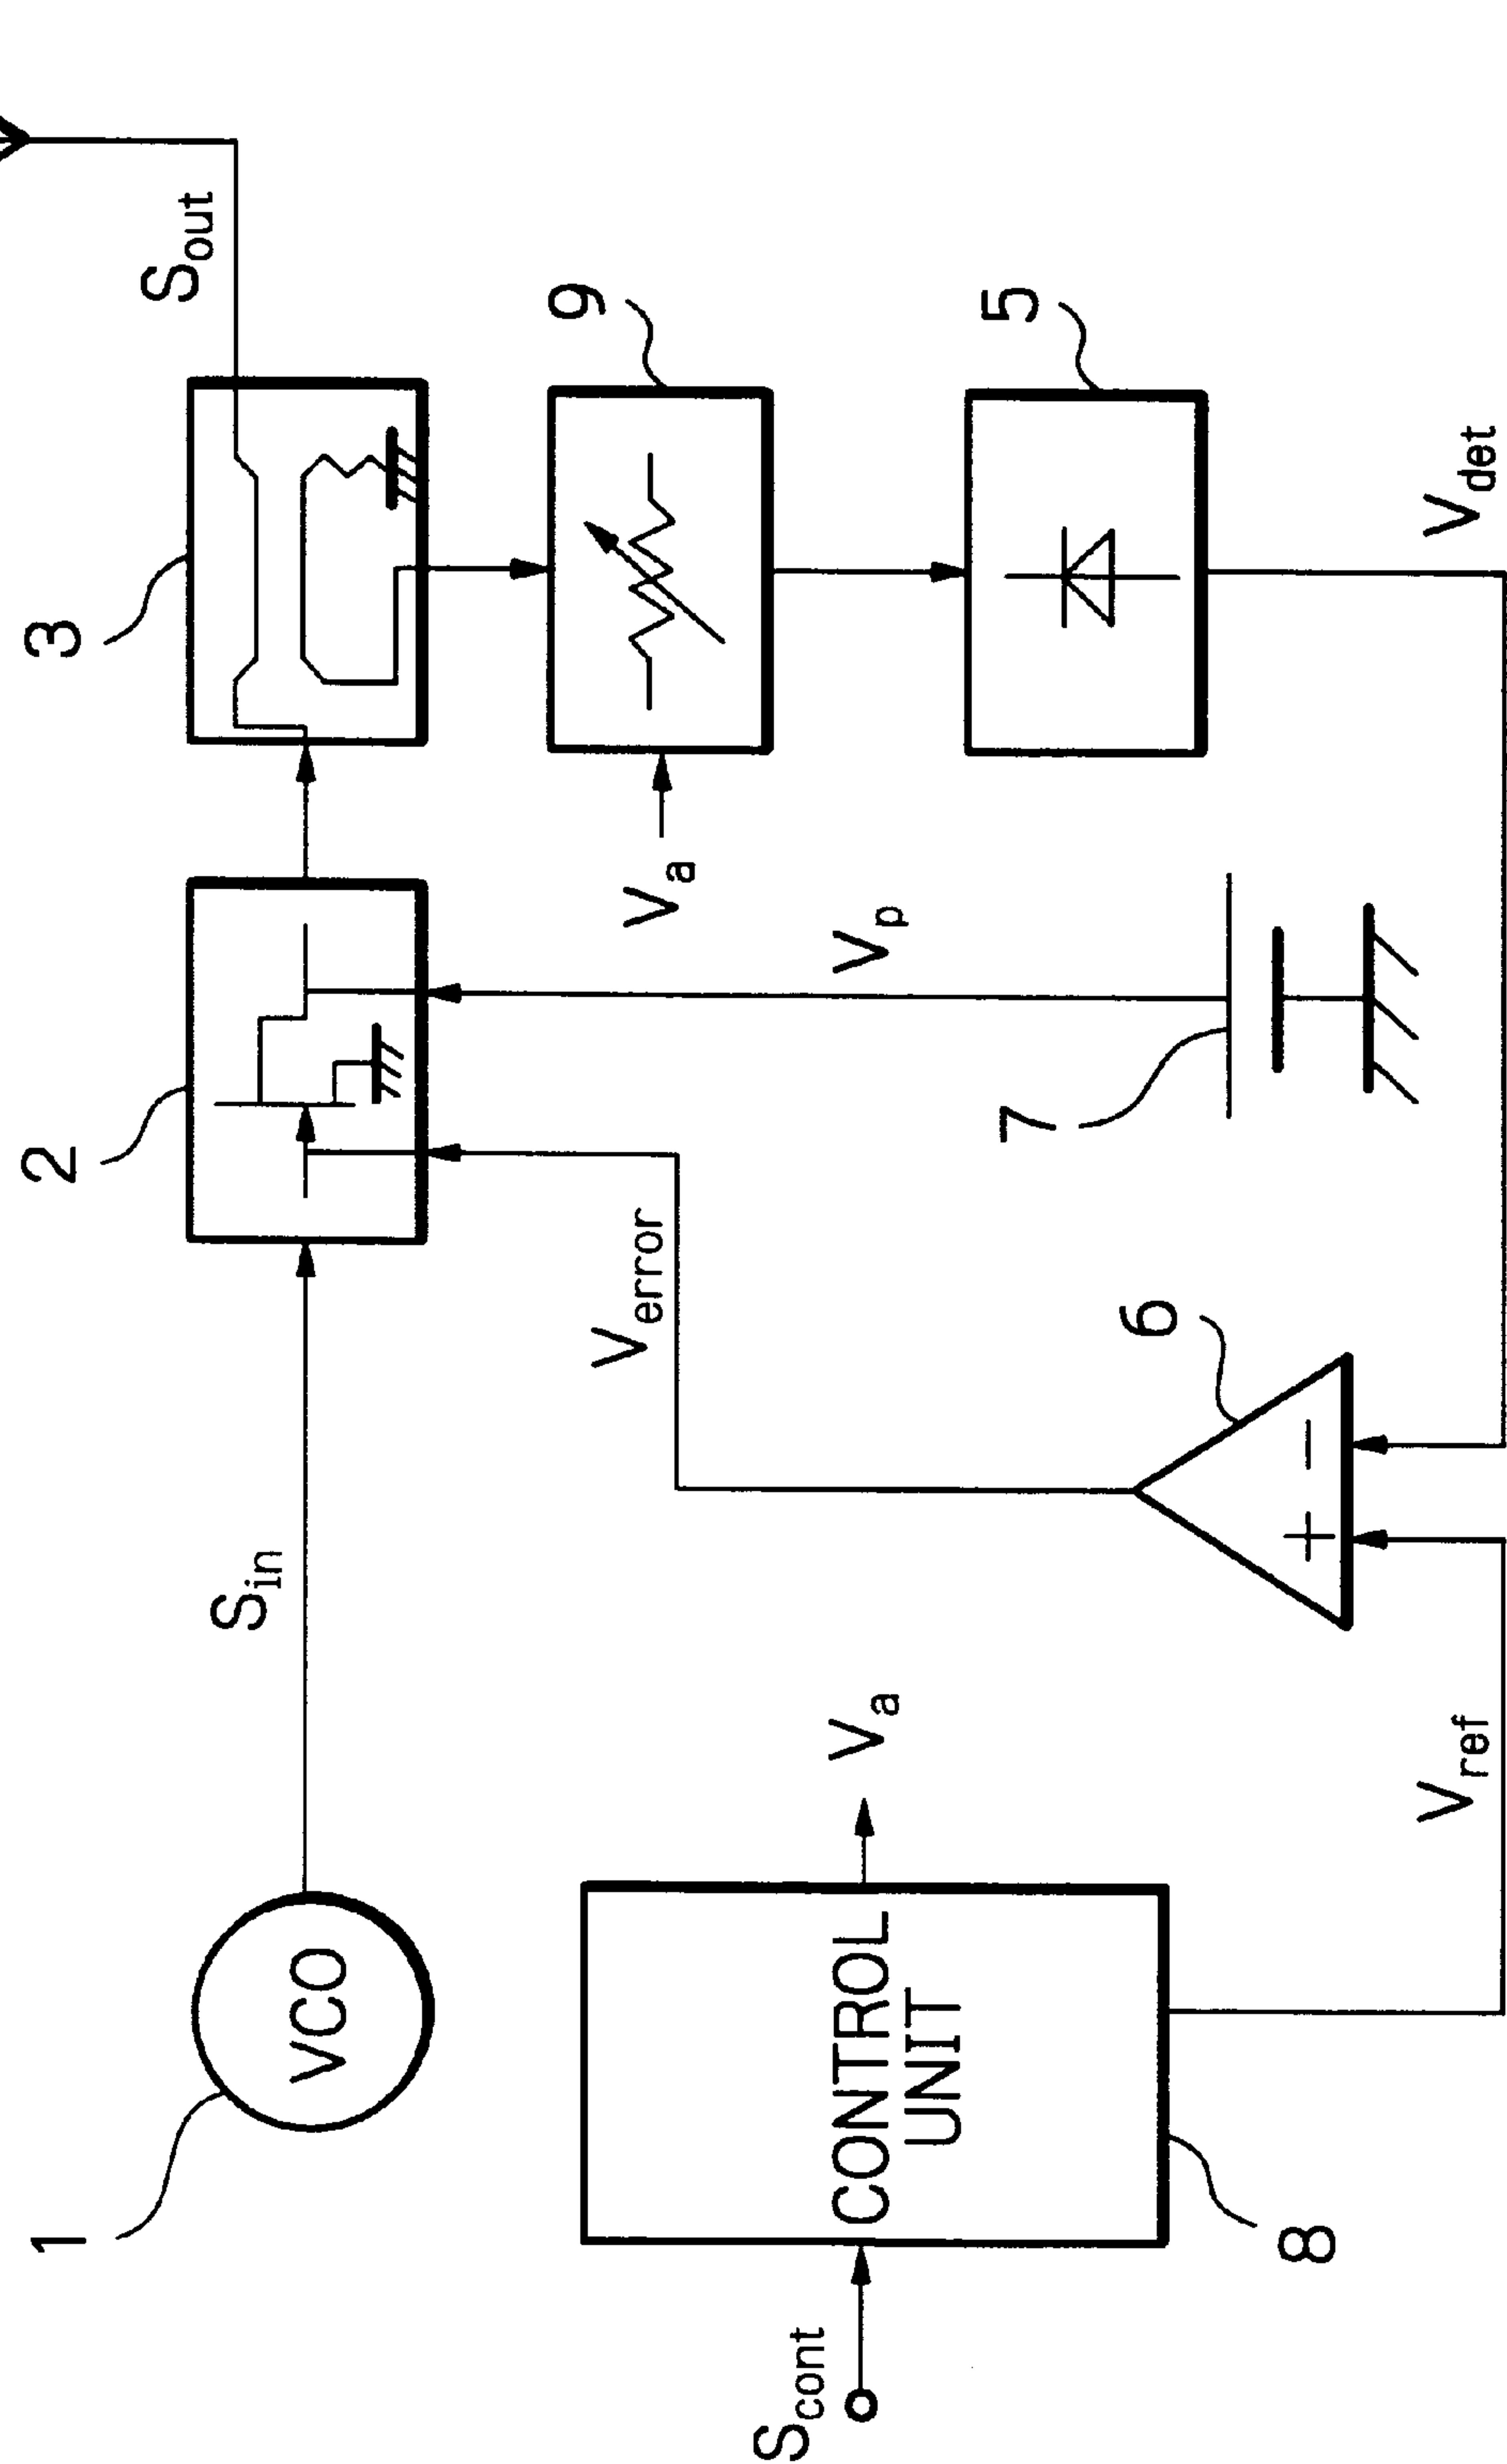 1
VCO
S_in
2
3
S_out
V_error
V_a
9
V_p
S_cont
CONTROL
UNIT
V_a
8
6
+
−
7
5
V_ref
V_det